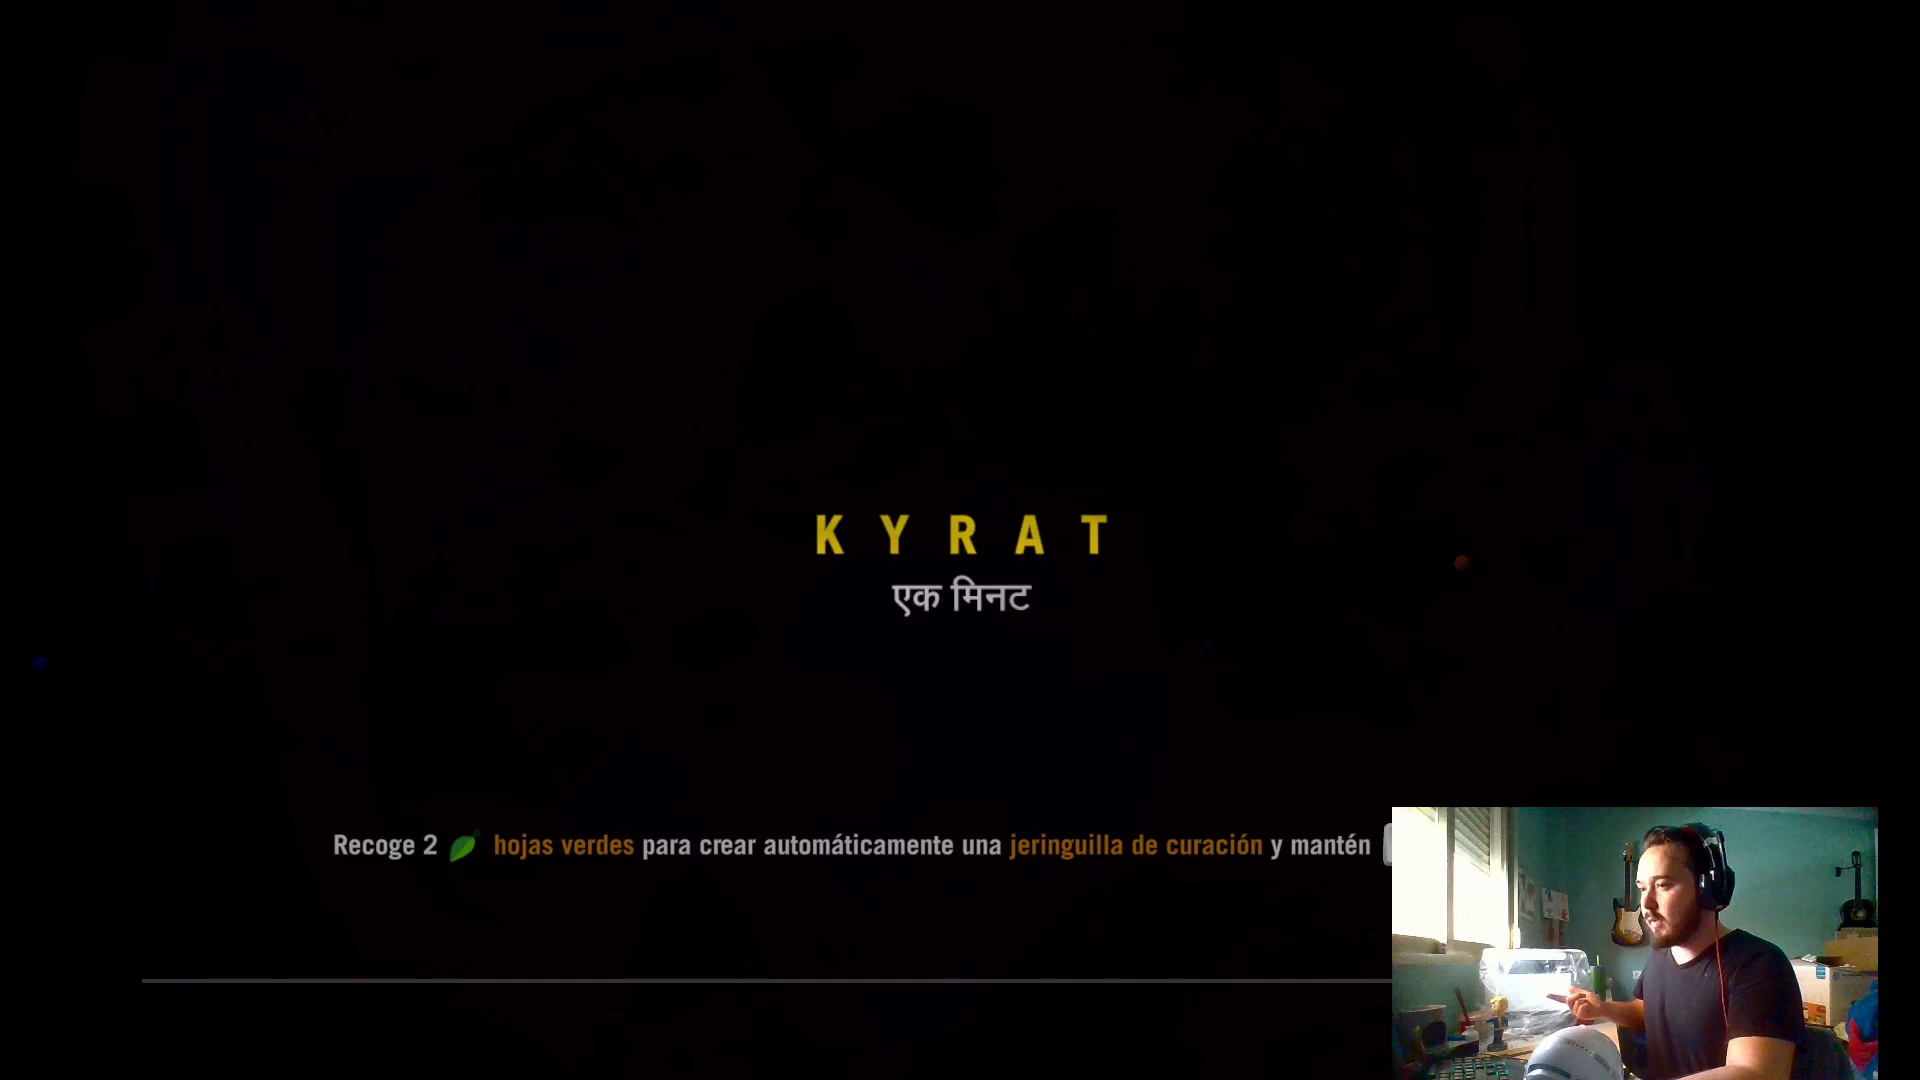 K Y R A T
एक मिनट
Recoge 2 hojas verdes para crear automáticamente una jeringuilla de curación y mantén